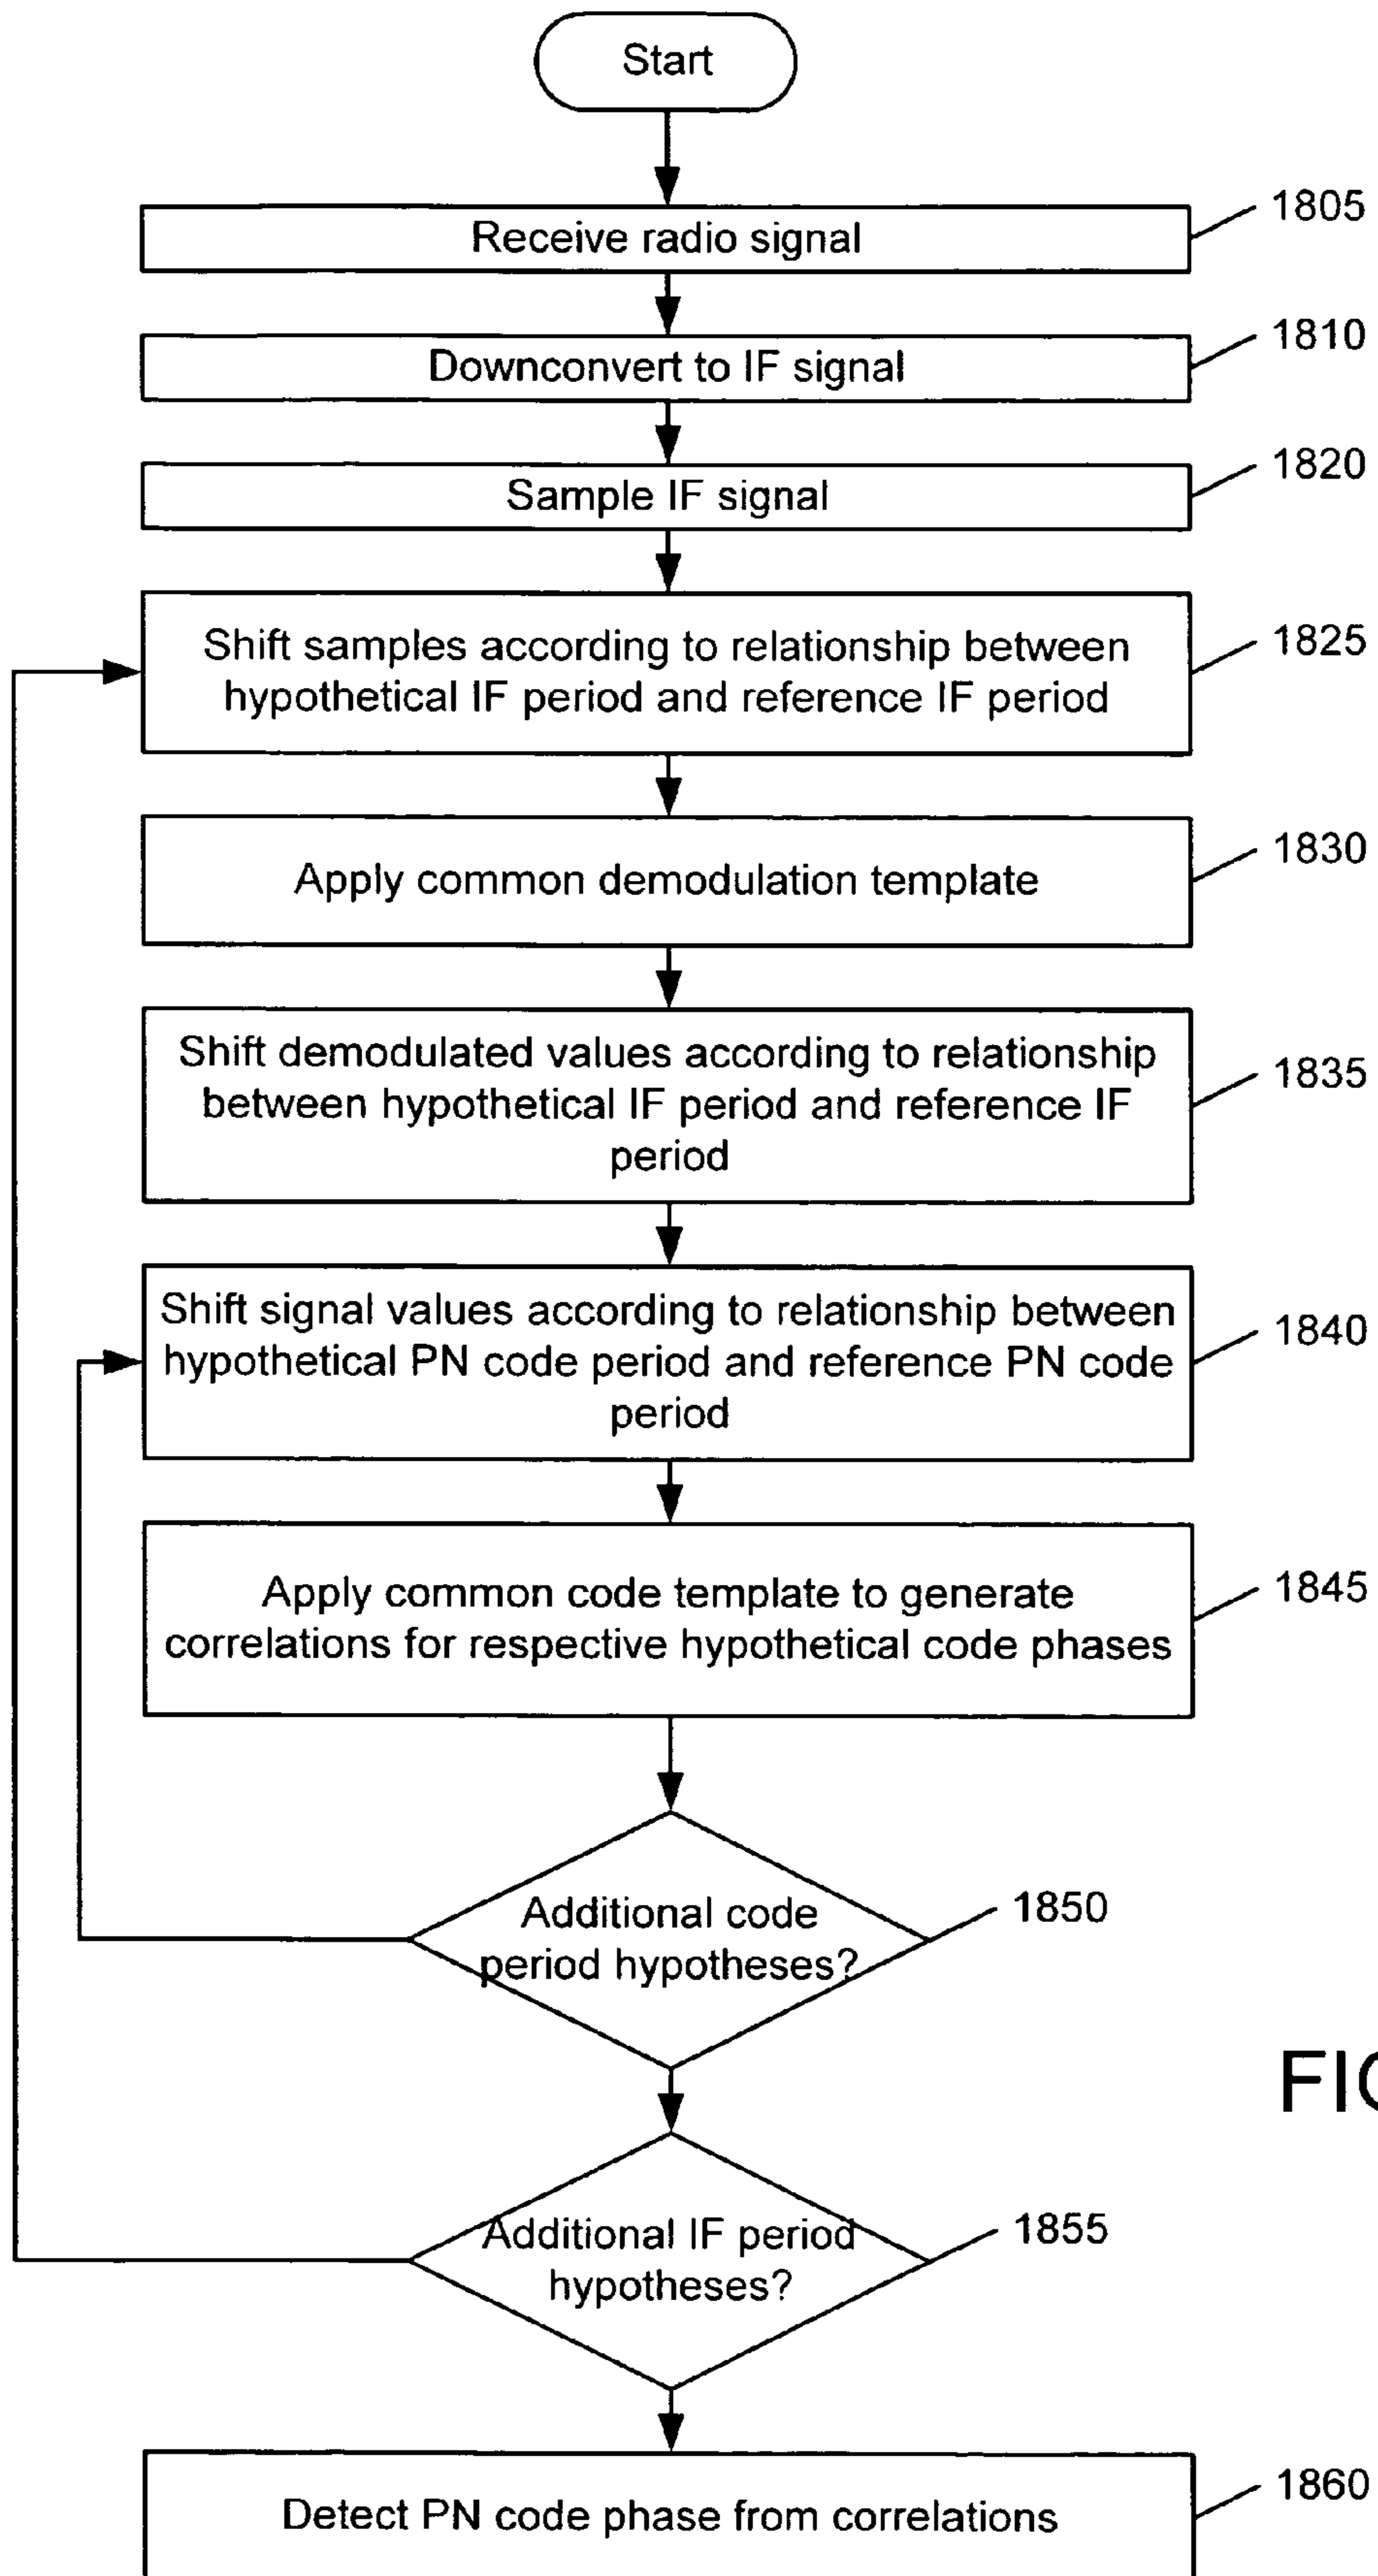 Start
Receive radio signal
1805
Downconvert to IF signal
1810
Sample IF signal
1820
Shift samples according to relationship between
hypothetical IF period and reference IF period
1825
Apply common demodulation template
1830
Shift demodulated values according to relationship
between hypothetical IF period and reference IF
period
1835
Shift signal values according to relationship between
hypothetical PN code period and reference PN code
period
1840
Apply common code template to generate
correlations for respective hypothetical code phases
1845
Additional code
period hypotheses?
1850
Additional IF period
hypotheses?
1855
Detect PN code phase from correlations
1860